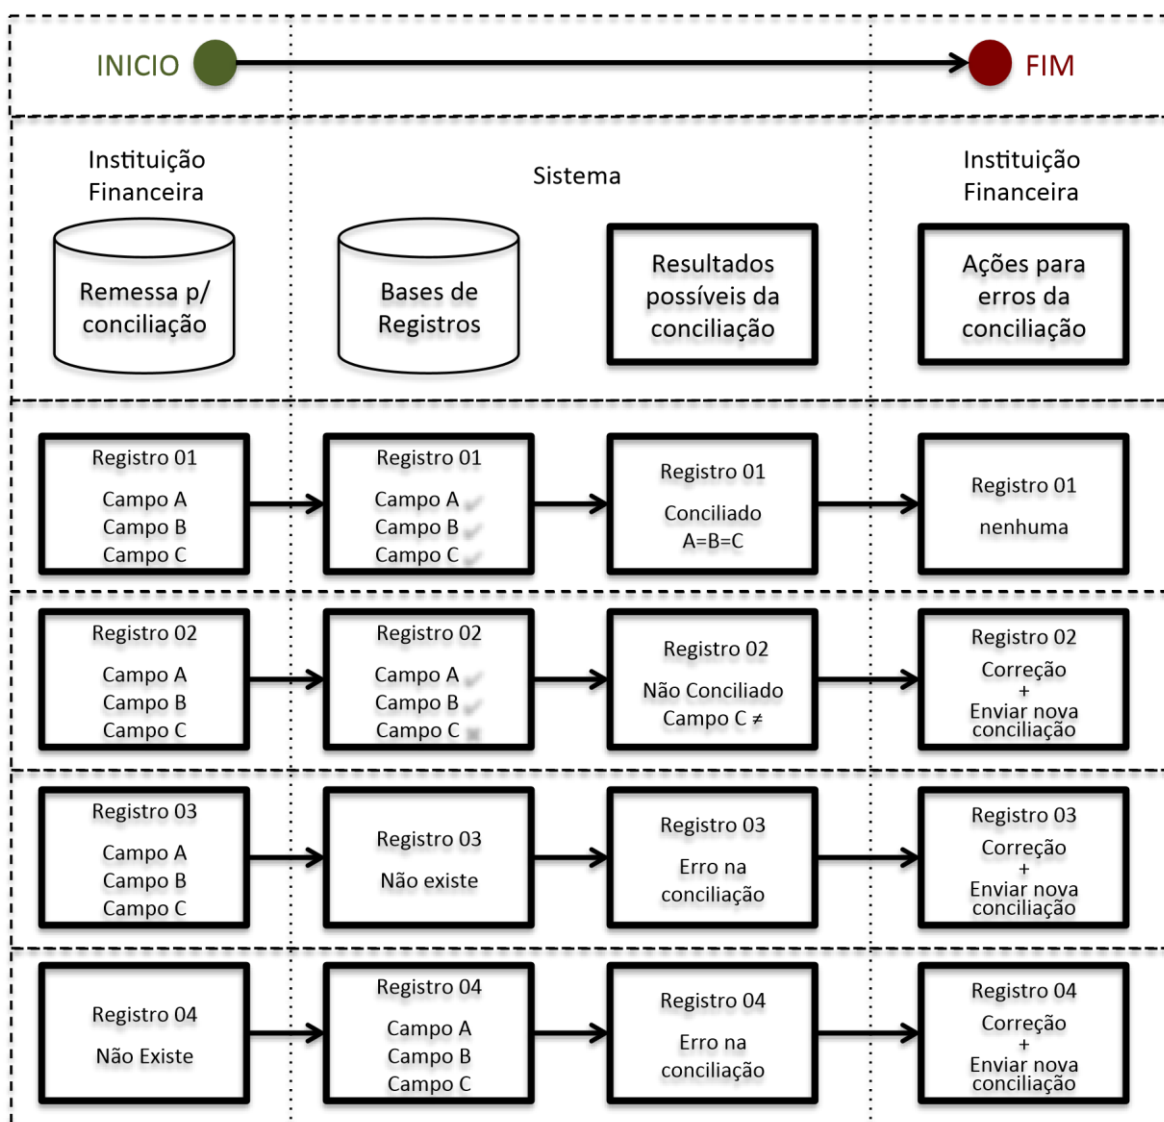 INICIO
FIM
Instituição
Financeira
Sistema
Instituição
Financeira
Remessa p/
conciliação
Bases de
Registros
Resultados
possíveis da
conciliação
Ações para
erros da
conciliação
Registro 01
Campo A
Campo B
Campo C
Registro 01
Campo A ✓
Campo B ✓
Campo C ✓
Registro 01
Conciliado
A=B=C
Registro 01
nenhuma
Registro 02
Campo A
Campo B
Campo C
Registro 02
Campo A ✓
Campo B ✓
Campo C ✖
Registro 02
Não Conciliado
Campo C ≠
Registro 02
Correção
+
Enviar nova
conciliação
Registro 03
Campo A
Campo B
Campo C
Registro 03
Não existe
Registro 03
Erro na
conciliação
Registro 03
Correção
+
Enviar nova
conciliação
Registro 04
Não Existe
Registro 04
Campo A
Campo B
Campo C
Registro 04
Erro na
conciliação
Registro 04
Correção
+
Enviar nova
conciliação